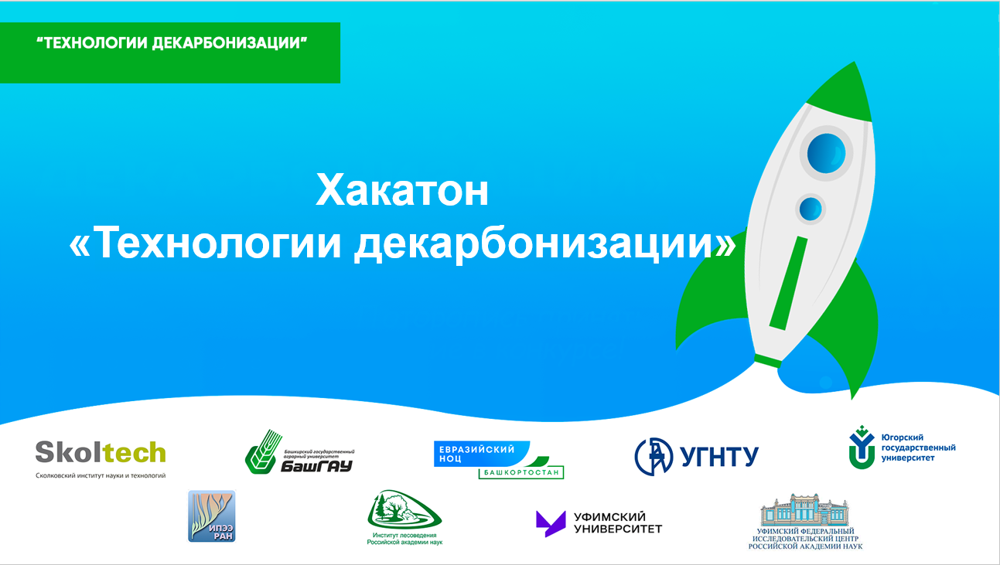 “ТЕХНОЛОГИИ ДЕКАРБОНИЗАЦИИ”
Хакатон
«Технологии декарбонизации»
курсе!
Skoltech
Сколковский институт науки и технологий
Башкирский государственный
аграрный университет
БашГАУ
ЕВРАЗИЙСКИЙ
НОЦ
БАШКОРТОСТАН
УГНТУ
Югорский
государственный
университет
ИПЭЭ
РАН
Институт лесоведения
Российской академии наук
УФИМСКИЙ
УНИВЕРСИТЕТ
УФИМСКИЙ ФЕДЕРАЛЬНЫЙ
ИССЛЕДОВАТЕЛЬСКИЙ ЦЕНТР
РОССИЙСКОЙ АКАДЕМИИ НАУК